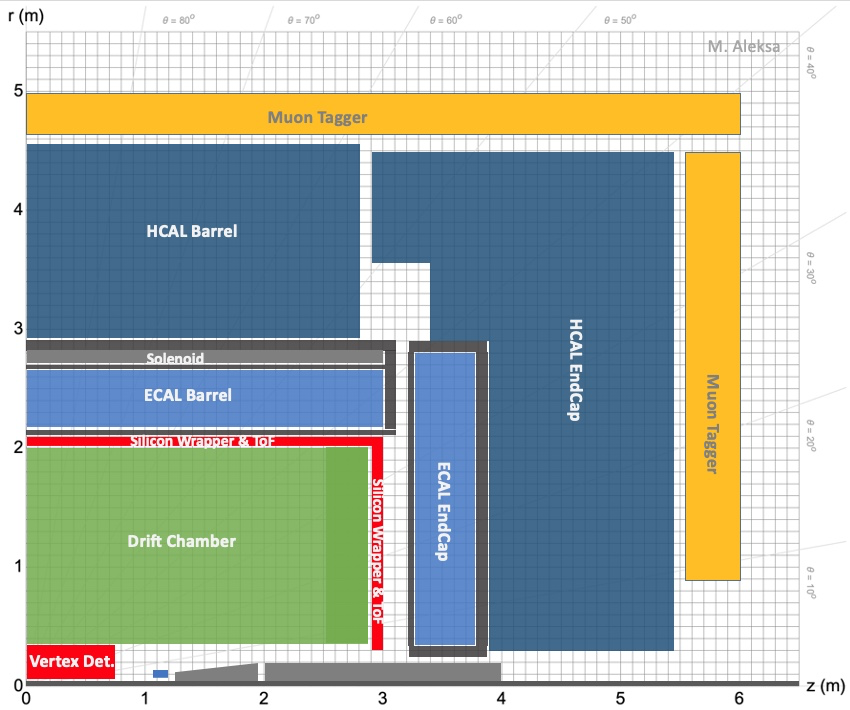 r (m)
θ = 80°
θ = 70°
θ = 60°
θ = 50°
M. Aleksa
θ = 40°
5
Muon Tagger
4
HCAL Barrel
θ = 30°
3
Solenoid
HCAL EndCap
ECAL Barrel
Muon Tagger
θ = 20°
2
Silicon Wrapper & ToF
Silicon Wrapper & ToF
ECAL EndCap
Drift Chamber
1
θ = 10°
Vertex Det.
0
0 1 2 3 4 5 6 z (m)